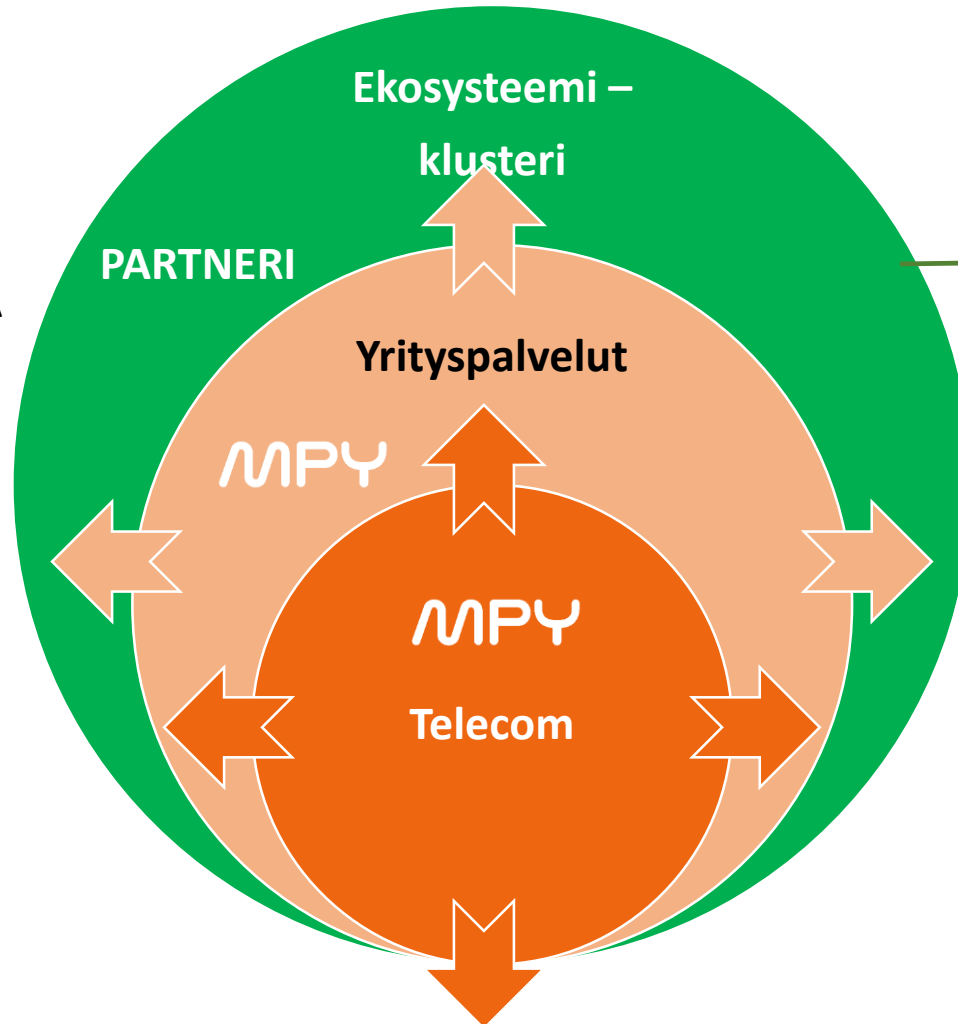 Ekosysteemi –
klusteri
PARTNERI
Yrityspalvelut
MPY
MPY
Telecom